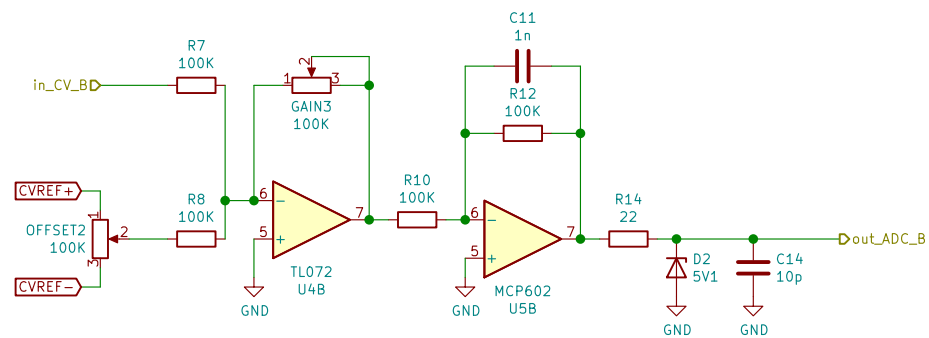 C11
1n
R7
100K
2
in_CV_B
1
3
GAIN3
100K
R12
100K
CVREF+
R8
100K
R10
100K
R14
22
OFFSET2
100K
1
2
3
6
5
7
6
5
7
out_ADC_B
D2
5V1
C14
10p
CVREF-
TL072
U4B
MCP602
U5B
GND
GND
GND
GND